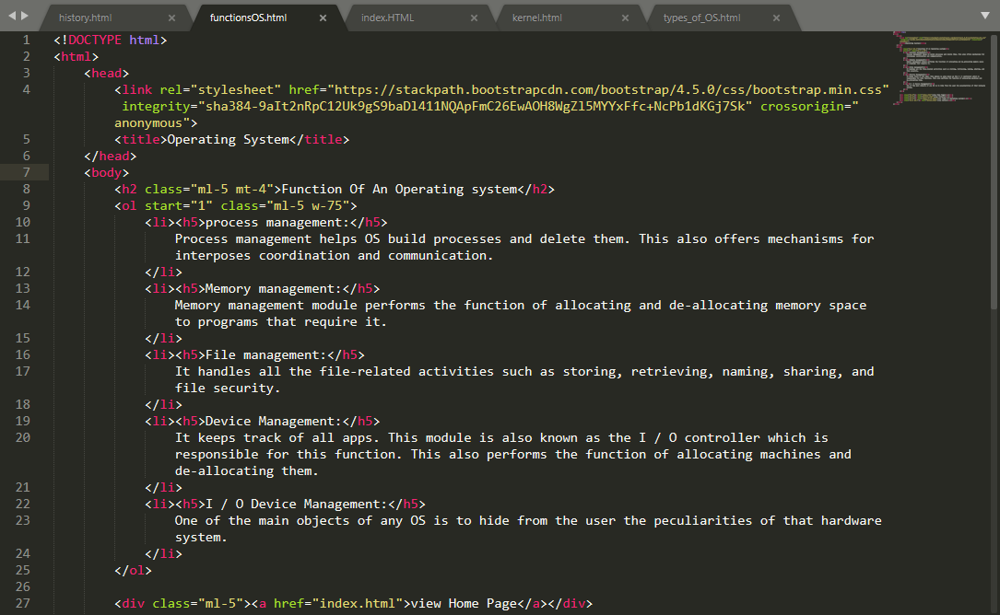 history.html × functionsOS.html × index.HTML × kernel.html × types_of_OS.html ×
1 <!DOCTYPE html>
2 <html>
3 <head>
4 <link rel="stylesheet" href="https://stackpath.bootstrapcdn.com/bootstrap/4.5.0/css/bootstrap.min.css"
integrity="sha384-9aIt2nRpC12Uk9gS9baDl411NQApFmC26EwAOH8WgZl5MYYxFfc+NcPb1dKGj7Sk" crossorigin="
anonymous">
5 <title>Operating System</title>
6 </head>
7 <body>
8 <h2 class="ml-5 mt-4">Function Of An Operating system</h2>
9 <ol start="1" class="ml-5 w-75">
10 <li><h5>process management:</h5>
11 Process management helps OS build processes and delete them. This also offers mechanisms for
interposes coordination and communication.
12 </li>
13 <li><h5>Memory management:</h5>
14 Memory management module performs the function of allocating and de-allocating memory space
to programs that require it.
15 </li>
16 <li><h5>File management:</h5>
17 It handles all the file-related activities such as storing, retrieving, naming, sharing, and
file security.
18 </li>
19 <li><h5>Device Management:</h5>
20 It keeps track of all apps. This module is also known as the I / O controller which is
responsible for this function. This also performs the function of allocating machines and
de-allocating them.
21 </li>
22 <li><h5>I / O Device Management:</h5>
23 One of the main objects of any OS is to hide from the user the peculiarities of that hardware
system.
24 </li>
25 </ol>
26
27 <div class="ml-5"><a href="index.html">view Home Page</a></div>